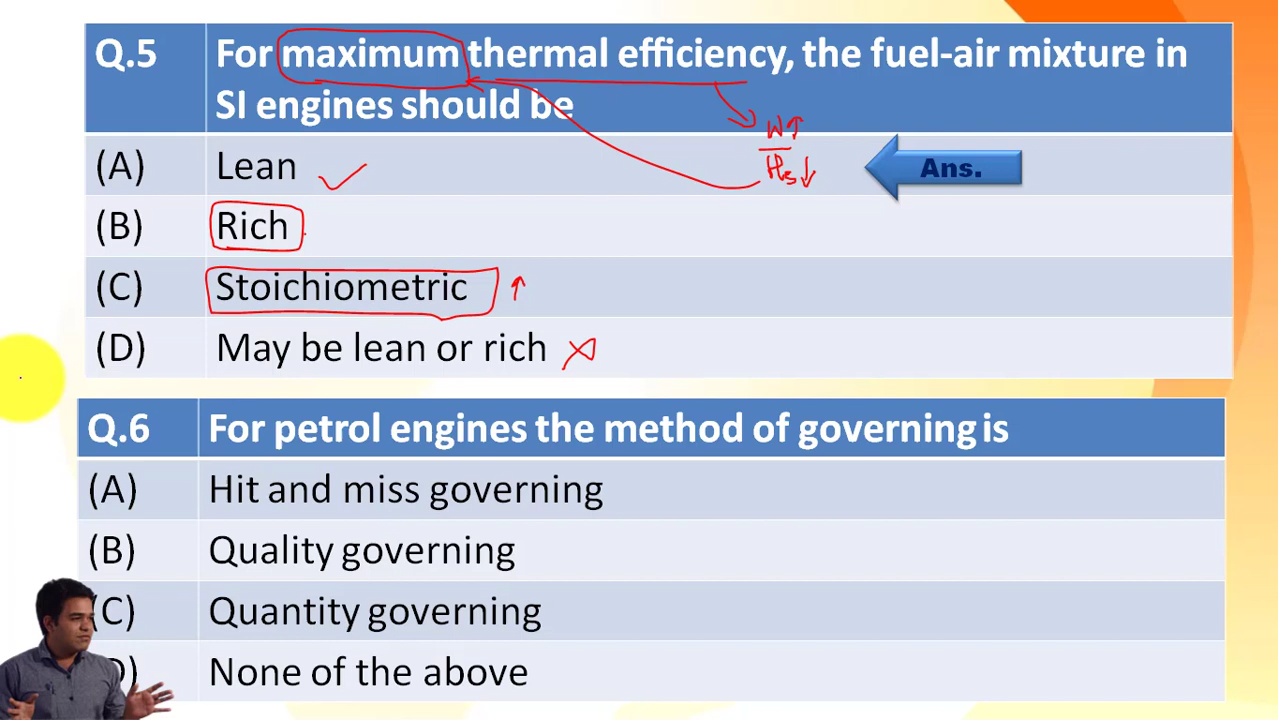 Q.5 For maximum thermal efficiency, the fuel-air mixture in
SI engines should be
W↑
Hs↓
(A) Lean Ans.
(B) Rich
(C) Stoichiometric ↑
(D) May be lean or rich
Q.6 For petrol engines the method of governing is
(A) Hit and miss governing
(B) Quality governing
(C) Quantity governing
D) None of the above